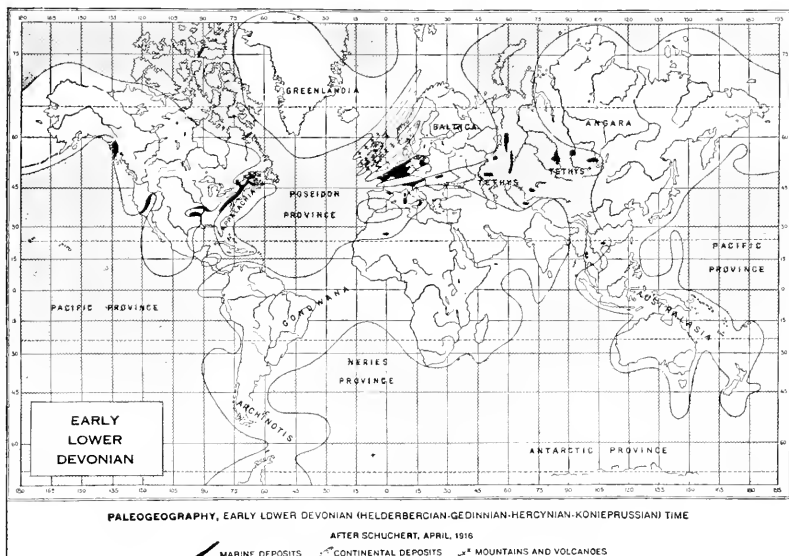 GREENLANDIA
BALTICA
ANGARA
TETHYS
TETHYS
APPALACHIA
POSEIDON
PROVINCE
PACIFIC
PROVINCE
PACIFIC PROVINCE
GONDWANA
AUSTRALASIA
NERIES
PROVINCE
ARCHINOTIS
EARLY
LOWER
DEVONIAN
ANTARCTIC PROVINCE
PALEOGEOGRAPHY, EARLY LOWER DEVONIAN (HELDERBERGIAN-GEDINNIAN-HERCYNIAN-KONIEPRUSSIAN) TIME
AFTER SCHUCHERT, APRIL, 1916
MARINE DEPOSITS CONTINENTAL DEPOSITS MOUNTAINS AND VOLCANOES